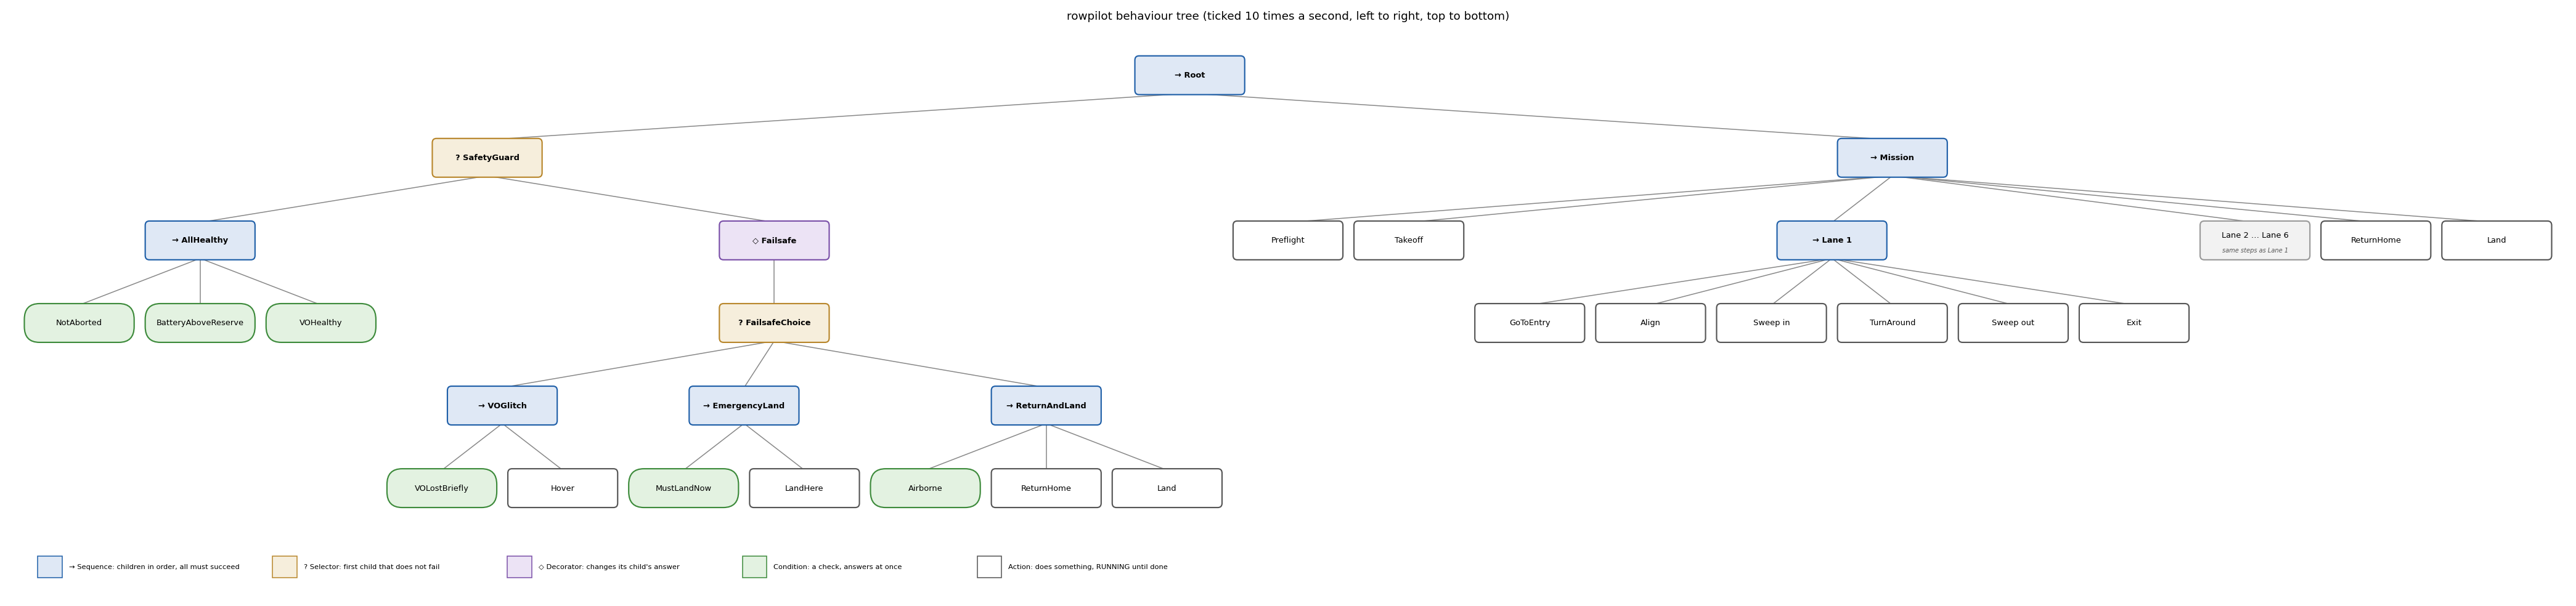 rowpilot behaviour tree (ticked 10 times a second, left to right, top to bottom)
→ Root
? SafetyGuard
→ Mission
→ AllHealthy
◇ Failsafe
Preflight
Takeoff
→ Lane 1
Lane 2 ... Lane 6
same steps as Lane 1
ReturnHome
Land
NotAborted
BatteryAboveReserve
VOHealthy
? FailsafeChoice
GoToEntry
Align
Sweep in
TurnAround
Sweep out
Exit
→ VOGlitch
→ EmergencyLand
→ ReturnAndLand
VOLostBriefly
Hover
MustLandNow
LandHere
Airborne
ReturnHome
Land
→ Sequence: children in order, all must succeed
? Selector: first child that does not fail
◇ Decorator: changes its child's answer
Condition: a check, answers at once
Action: does something, RUNNING until done